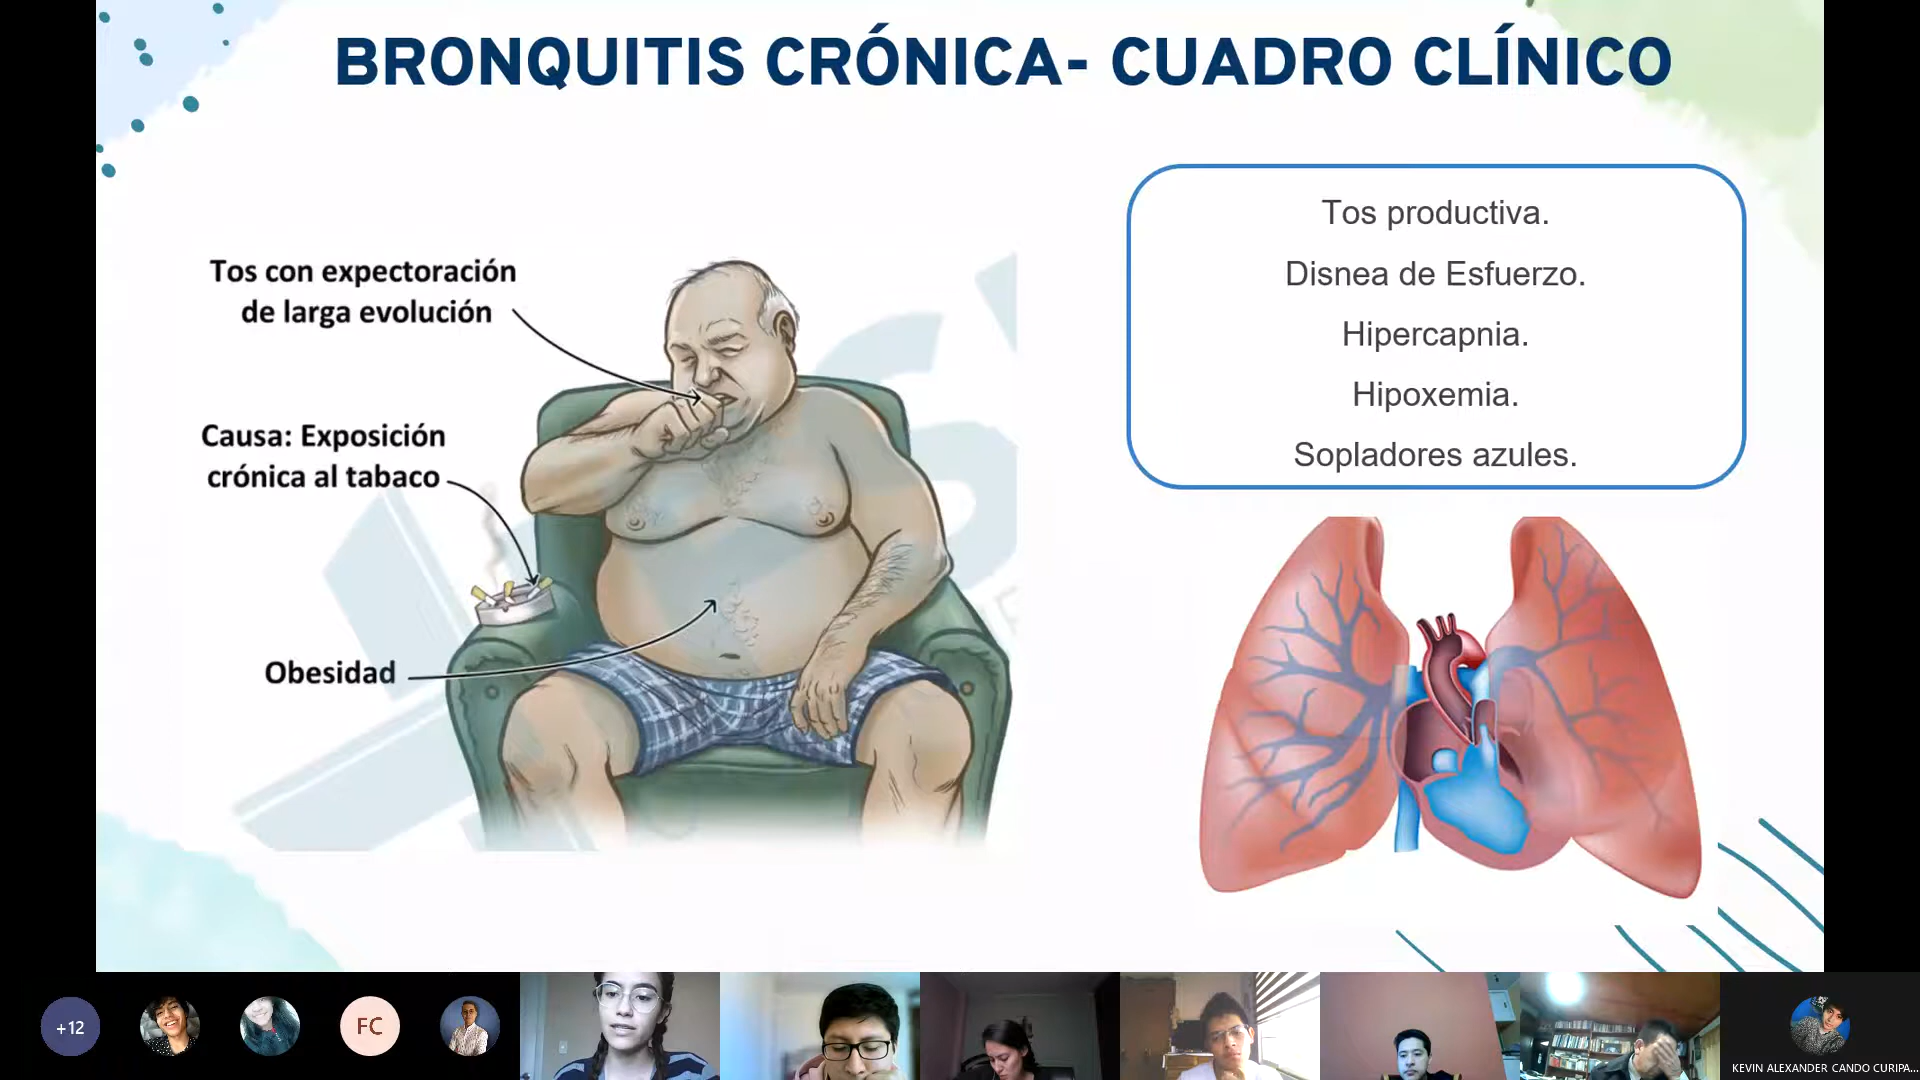 BRONQUITIS CRÓNICA- CUADRO CLÍNICO
Tos con expectoración
de larga evolución
Causa: Exposición
crónica al tabaco
Obesidad
Tos productiva.
Disnea de Esfuerzo.
Hipercapnia.
Hipoxemia.
Sopladores azules.
+12
FC
KEVIN ALEXANDER CANDO CURIPA...